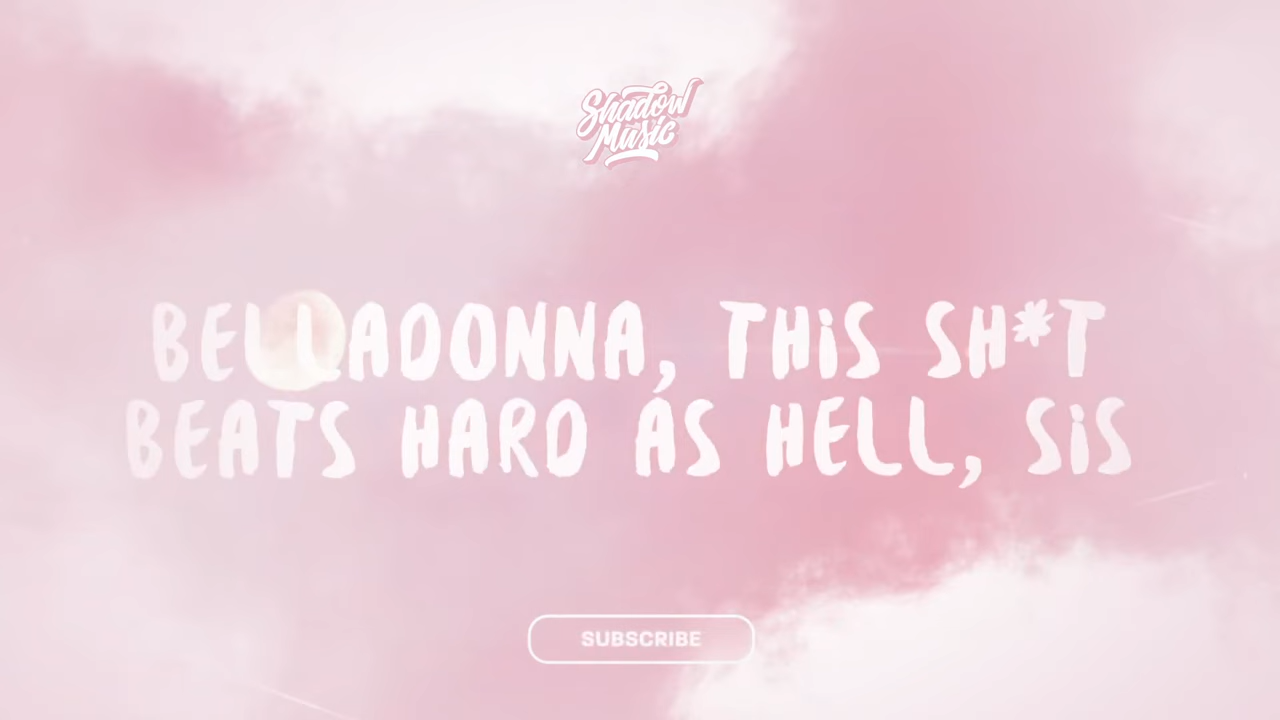 Shadow
Music
BELLADONNA, THiS SH*T
BEATS HARD AS HELL, SiS
SUBSCRIBE